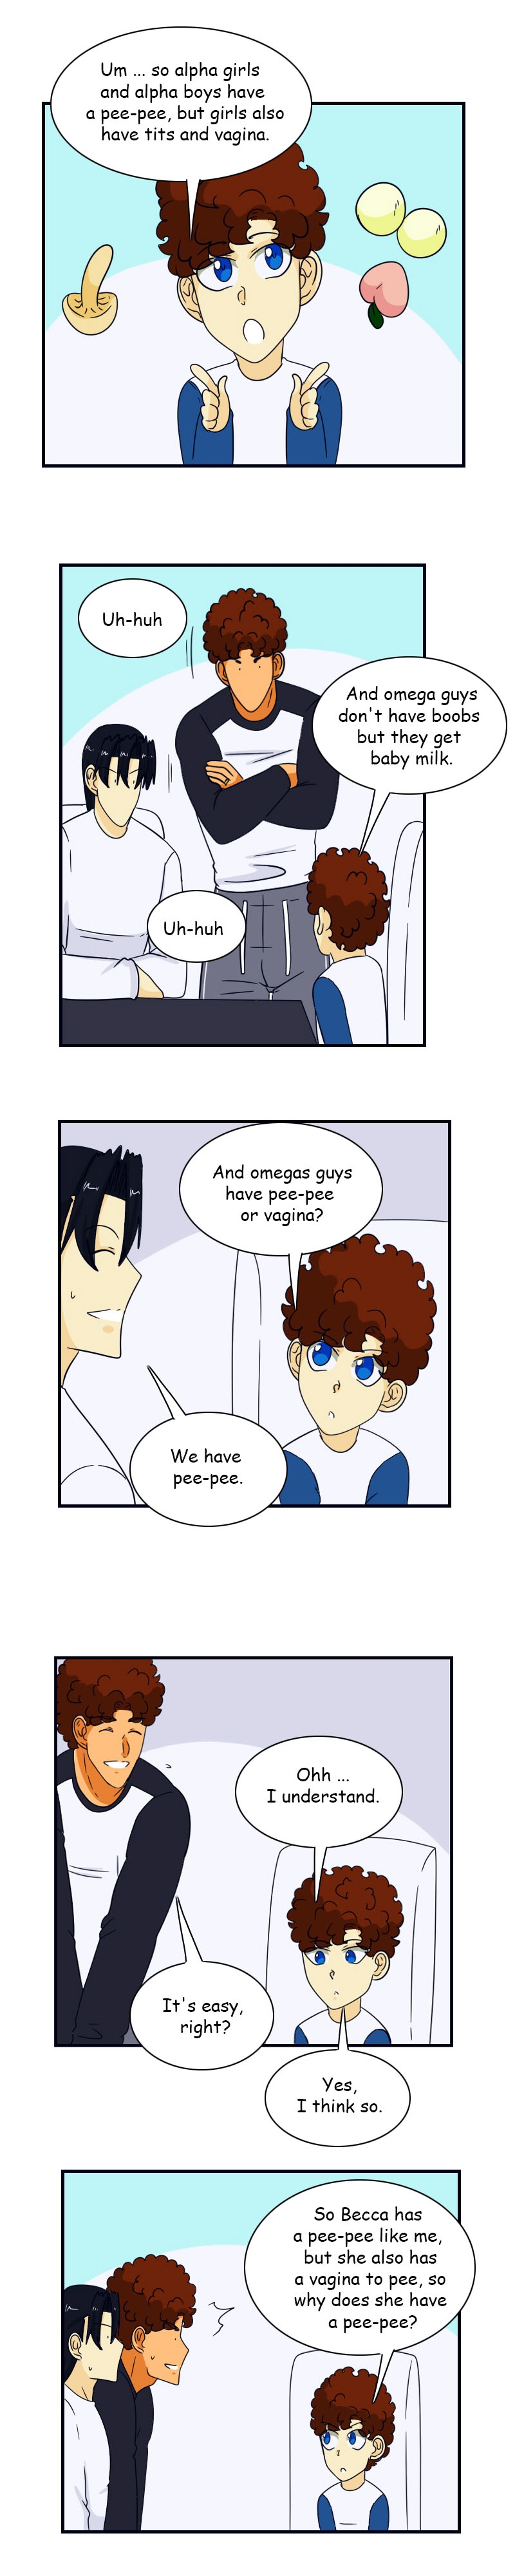 Um ... so alpha girls
and alpha boys have
a pee-pee, but girls also
have tits and vagina.
Uh-huh
And omega guys
don't have boobs
but they get
baby milk.
Uh-huh
And omegas guys
have pee-pee
or vagina?
We have
pee-pee.
Ohh ...
I understand.
It's easy,
right?
Yes,
I think so.
So Becca has
a pee-pee like me,
but she also has
a vagina to pee, so
why does she have
a pee-pee?